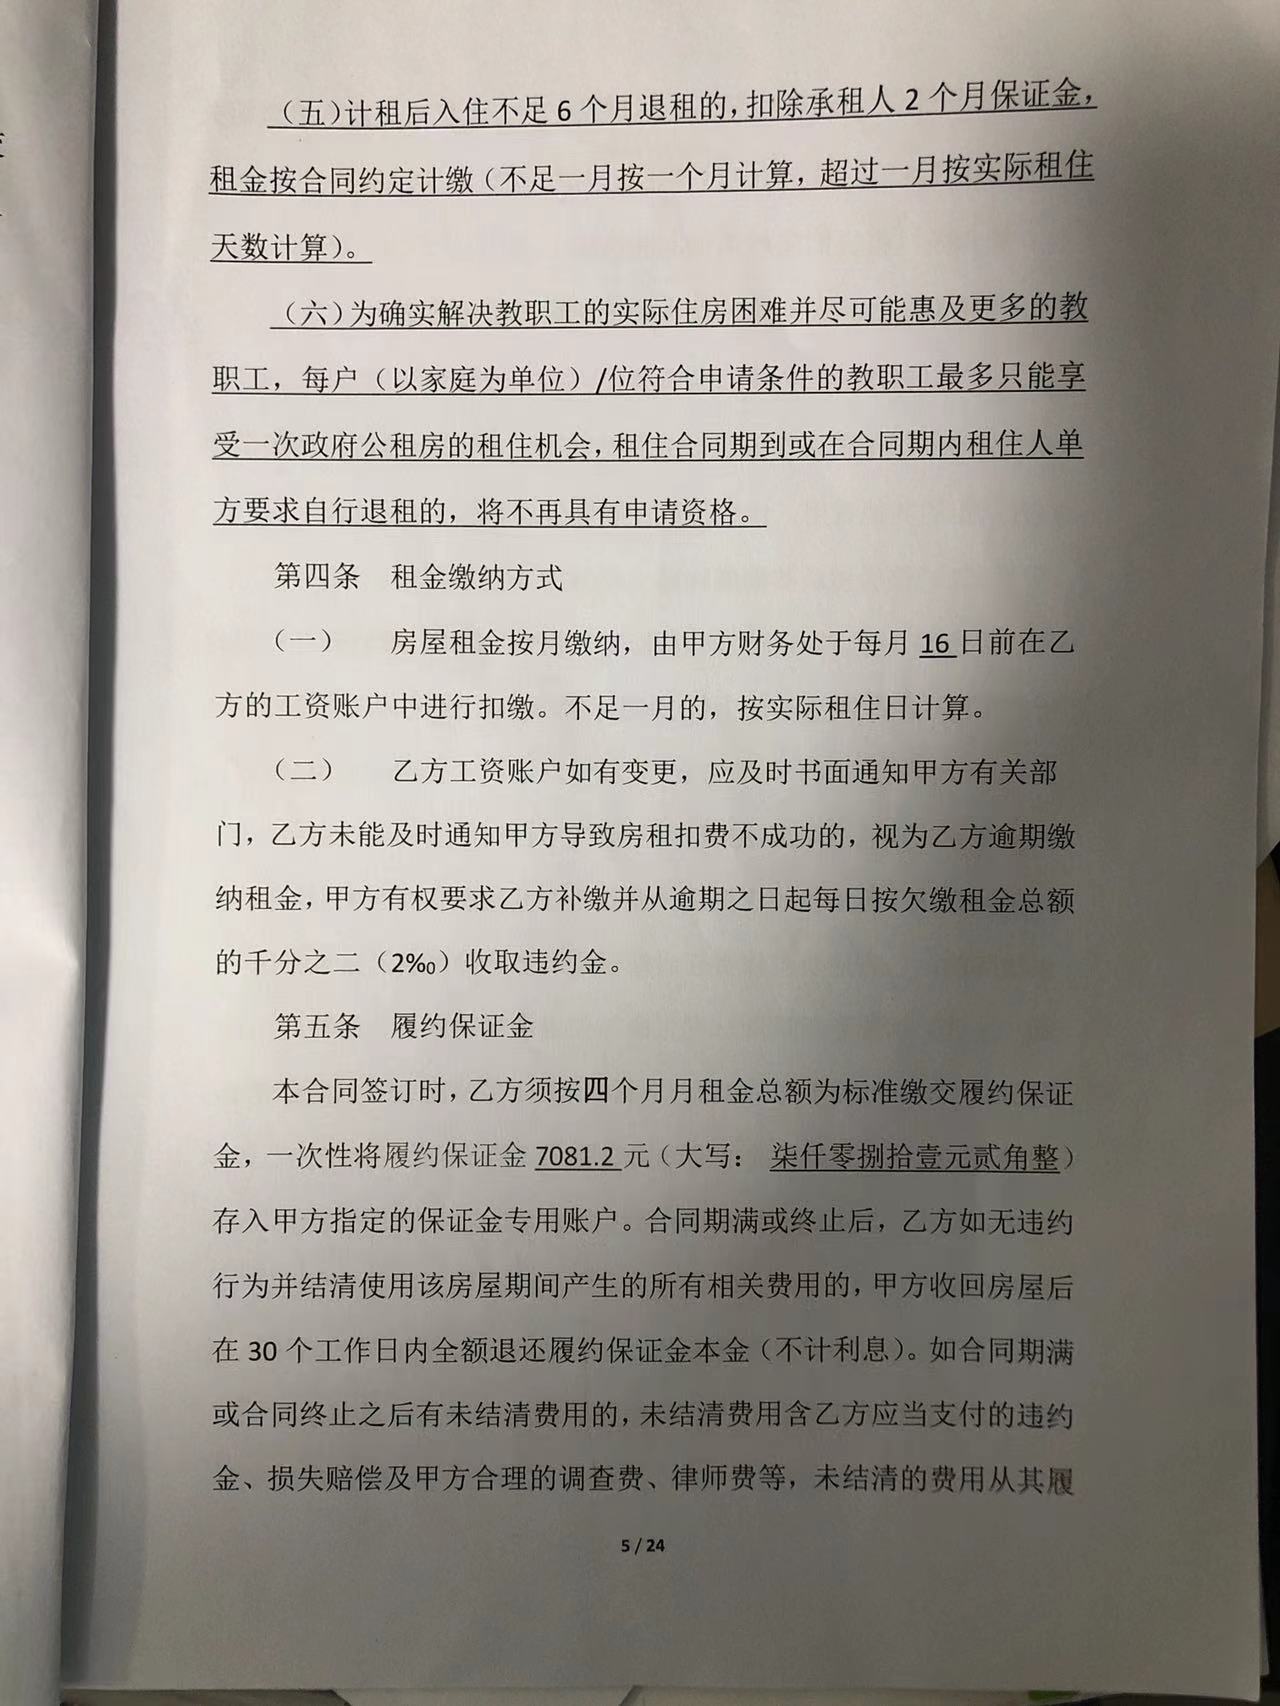 （五）计租后入住不足 6 个月退租的，扣除承租人 2 个月保证金，
租金按合同约定计缴（不足一月按一个月计算，超过一月按实际租住
天数计算）。
（六）为确实解决教职工的实际住房困难并尽可能惠及更多的教
职工，每户（以家庭为单位）/位符合申请条件的教职工最多只能享
受一次政府公租房的租住机会，租住合同期到或在合同期内租住人单
方要求自行退租的，将不再具有申请资格。
第四条 租金缴纳方式
（一） 房屋租金按月缴纳，由甲方财务处于每月 16 日前在乙
方的工资账户中进行扣缴。不足一月的，按实际租住日计算。
（二） 乙方工资账户如有变更，应及时书面通知甲方有关部
门，乙方未能及时通知甲方导致房租扣费不成功的，视为乙方逾期缴
纳租金，甲方有权要求乙方补缴并从逾期之日起每日按欠缴租金总额
的千分之二（2‰）收取违约金。
第五条 履约保证金
本合同签订时，乙方须按四个月月租金总额为标准缴交履约保证
金，一次性将履约保证金 7081.2 元（大写： 柒仟零捌拾壹元贰角整）
存入甲方指定的保证金专用账户。合同期满或终止后，乙方如无违约
行为并结清使用该房屋期间产生的所有相关费用的，甲方收回房屋后
在 30 个工作日内全额退还履约保证金本金（不计利息）。如合同期满
或合同终止之后有未结清费用的，未结清费用含乙方应当支付的违约
金、损失赔偿及甲方合理的调查费、律师费等，未结清的费用从其履
5 / 24